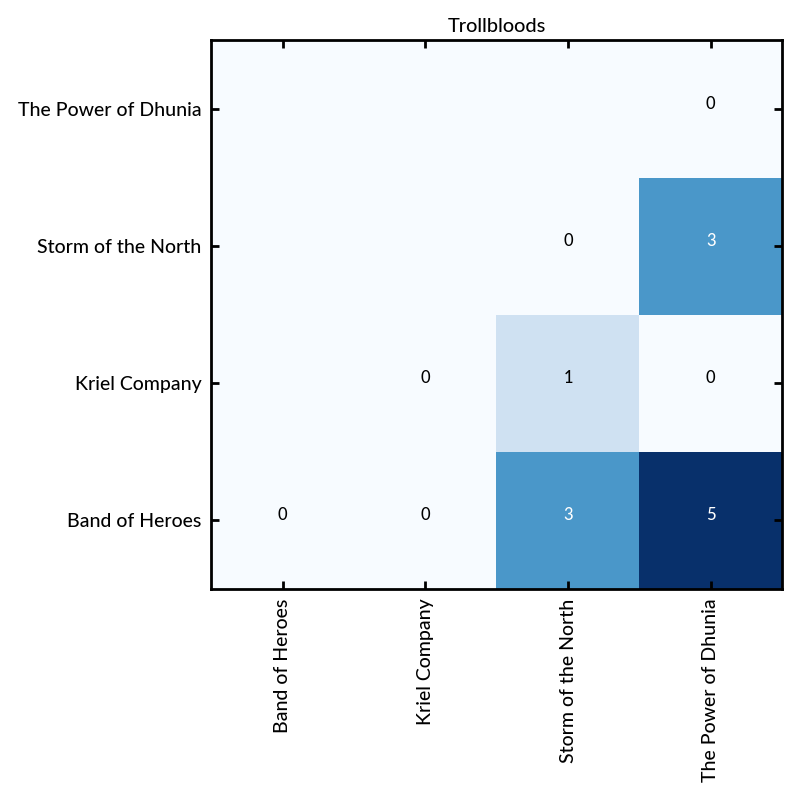 Trollbloods
The Power of Dhunia 0
Storm of the North 0 3
Kriel Company 0 1 0
Band of Heroes 0 0 3 5
Band of Heroes
Kriel Company
Storm of the North
The Power of Dhunia